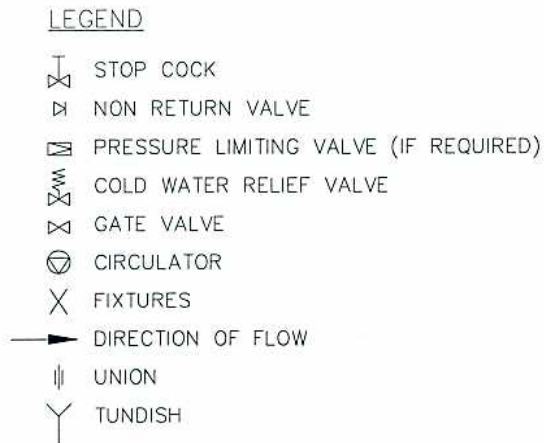 LEGEND
STOP COCK
NON RETURN VALVE
PRESSURE LIMITING VALVE (IF REQUIRED)
COLD WATER RELIEF VALVE
GATE VALVE
CIRCULATOR
FIXTURES
DIRECTION OF FLOW
UNION
TUNDISH